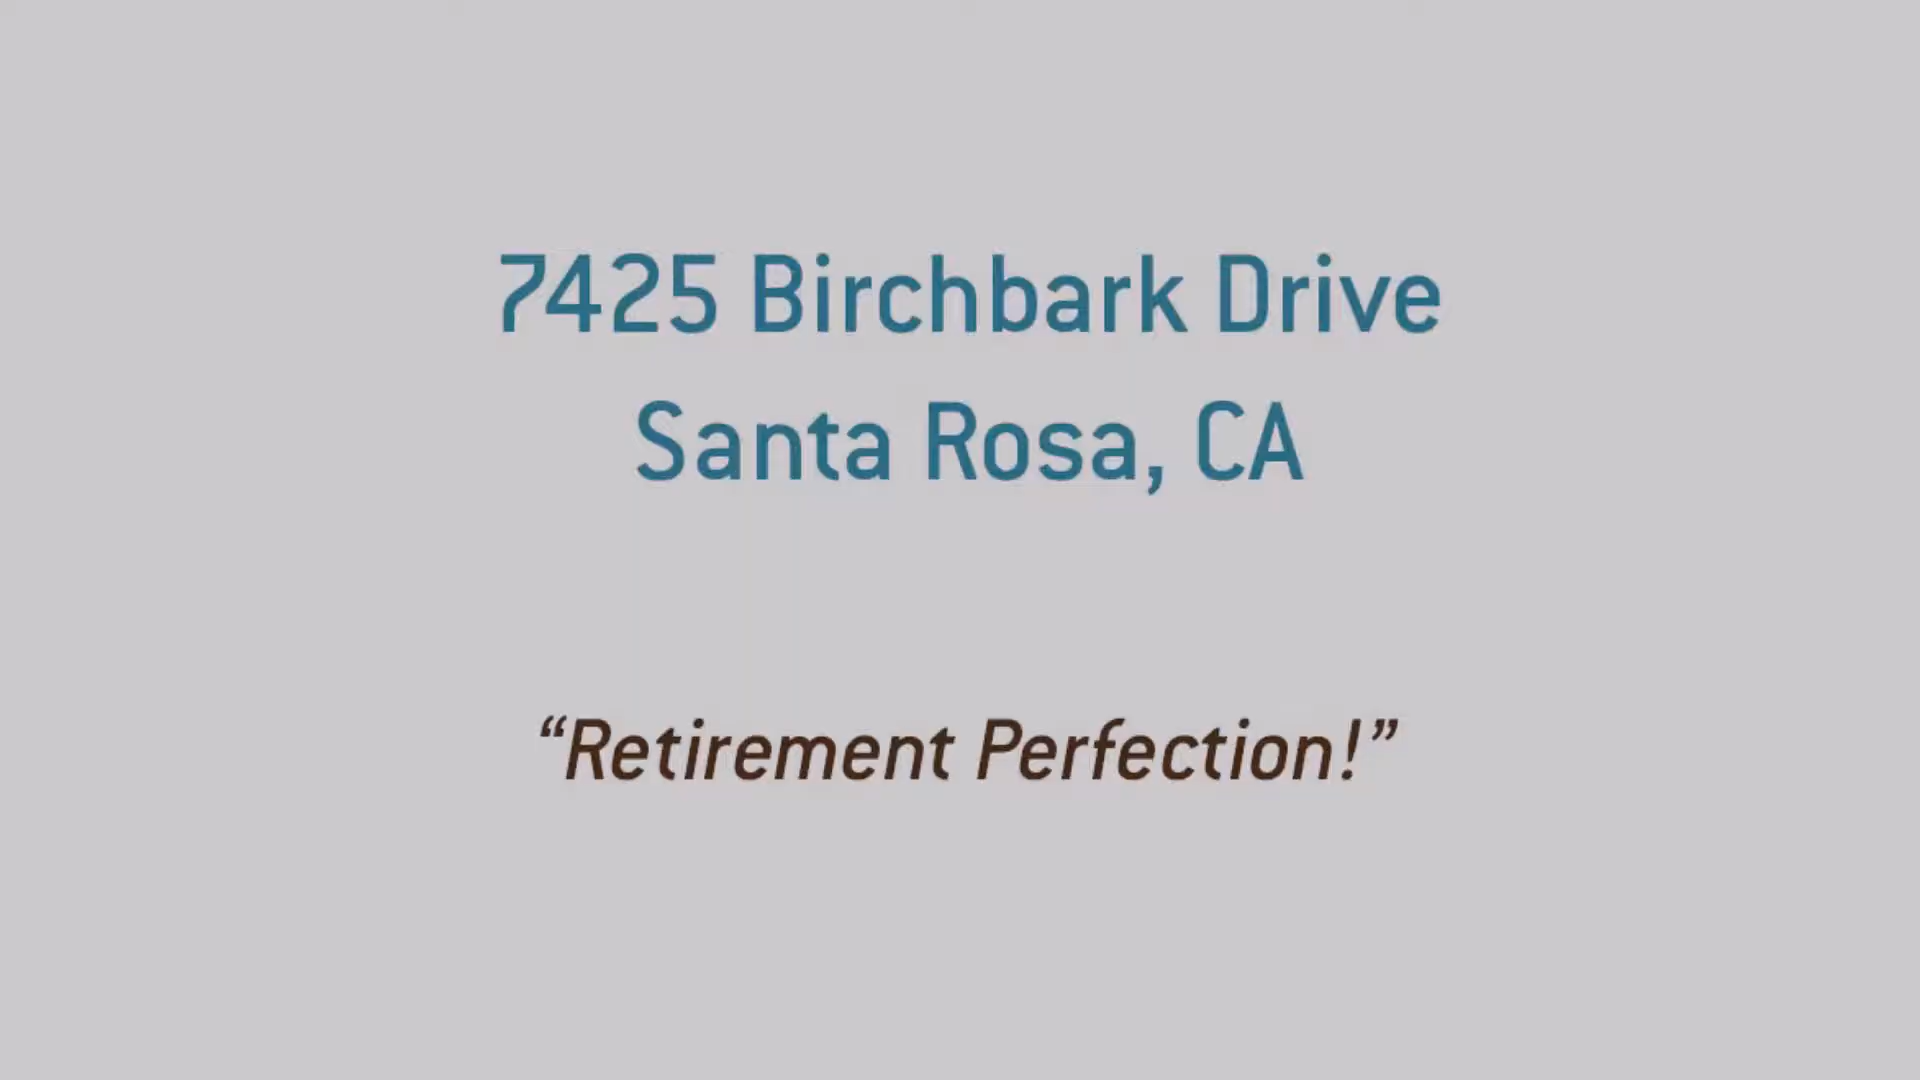 7425 Birchbark Drive
Santa Rosa, CA
“Retirement Perfection!”